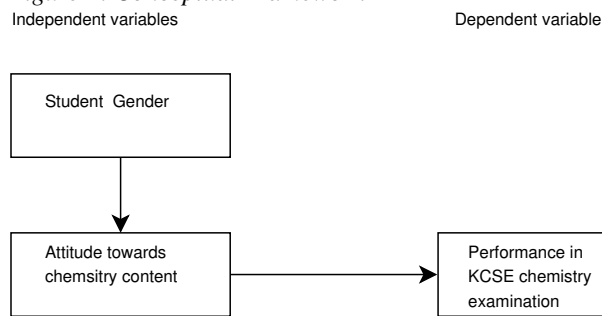 Independent variables
Dependent variable
Student Gender
Attitude towards
chemsitry content
Performance in
KCSE chemistry
examination